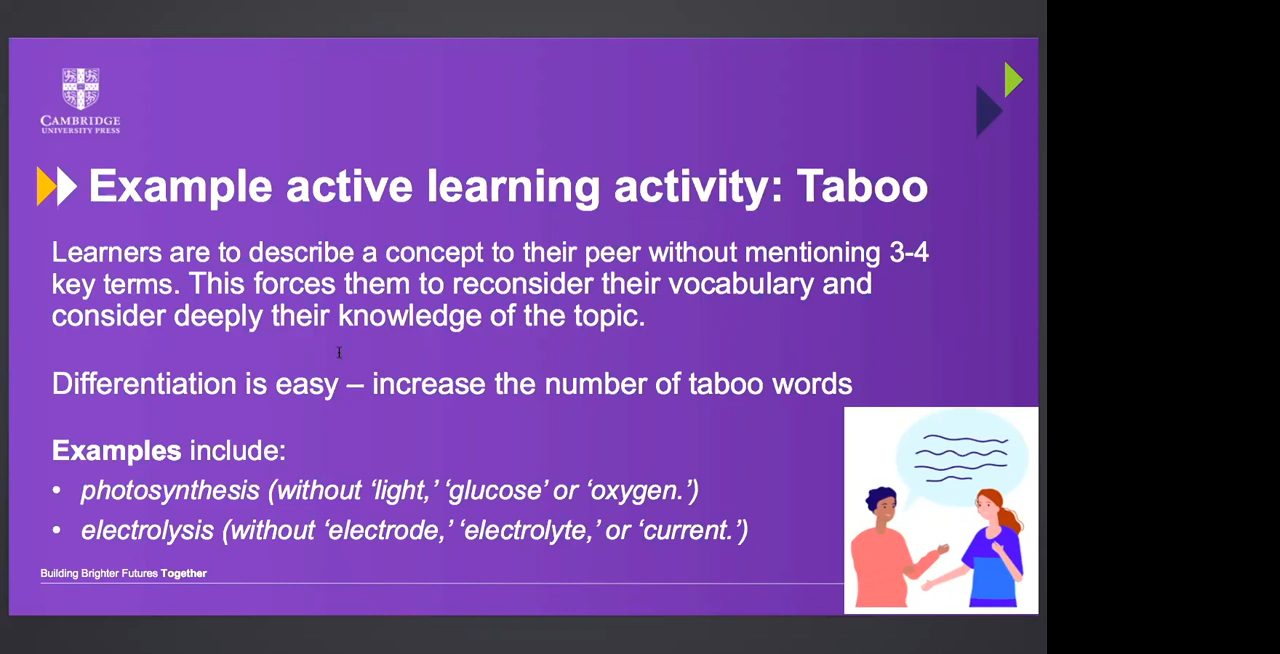 CAMBRIDGE
UNIVERSITY PRESS
Example active learning activity: Taboo
Learners are to describe a concept to their peer without mentioning 3-4
key terms. This forces them to reconsider their vocabulary and
consider deeply their knowledge of the topic.
Differentiation is easy – increase the number of taboo words
Examples include:
• photosynthesis (without ‘light,’ ‘glucose’ or ‘oxygen.’)
• electrolysis (without ‘electrode,’ ‘electrolyte,’ or ‘current.’)
Building Brighter Futures Together